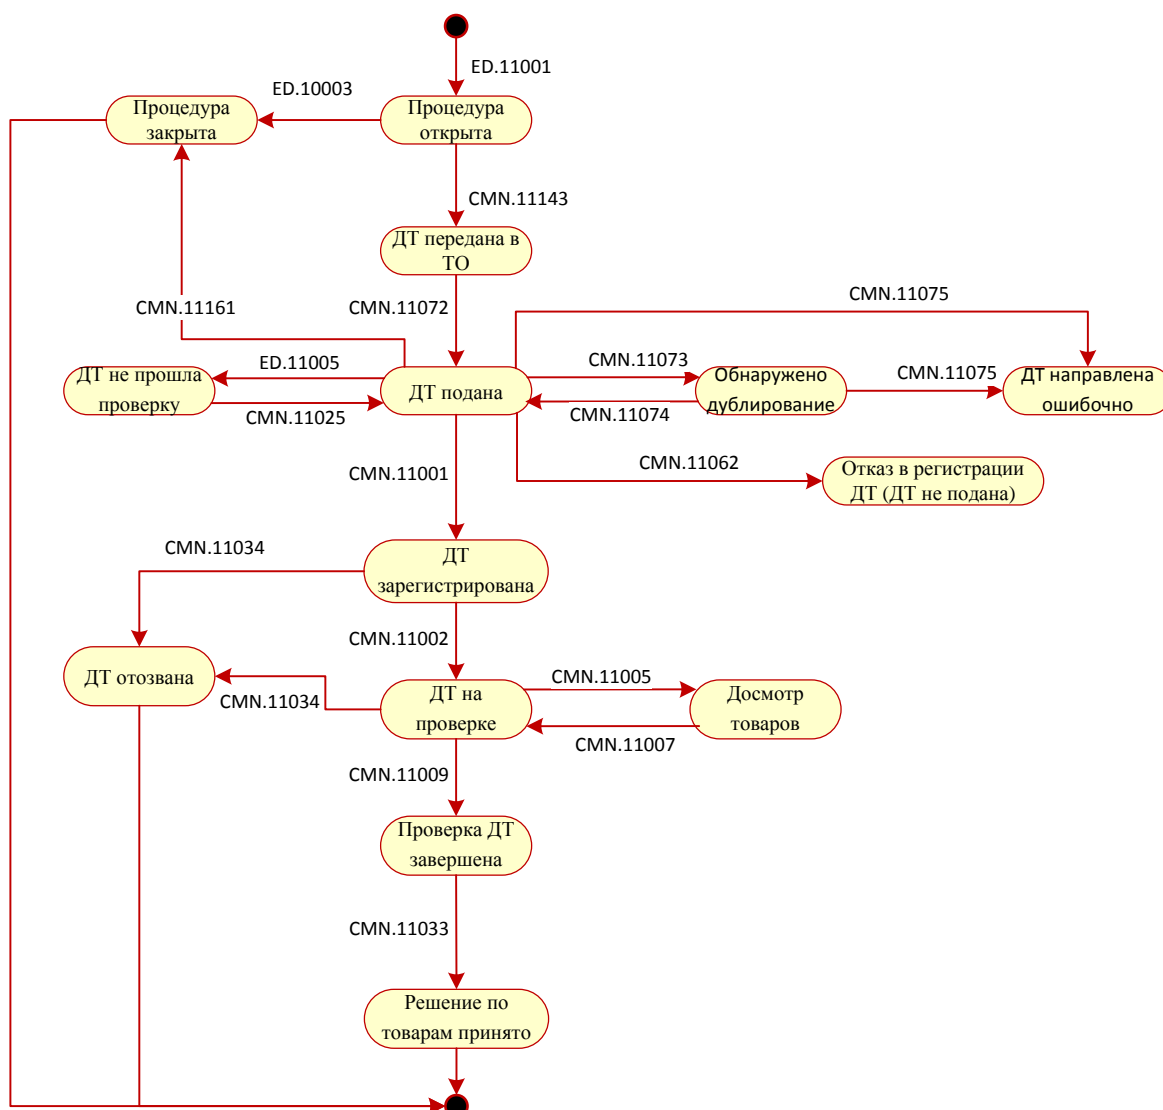 ED.11001
ED.10003
Процедура
закрыта
Процедура
открыта
CMN.11143
ДТ передана в
ТО
CMN.11161
CMN.11072
CMN.11075
ED.11005
CMN.11073
CMN.11075
ДТ не прошла
проверку
ДТ подана
Обнаружено
дублирование
ДТ направлена
ошибочно
CMN.11025
CMN.11074
CMN.11001
CMN.11062
Отказ в регистрации
ДТ (ДТ не подана)
CMN.11034
ДТ
зарегистрирована
CMN.11002
ДТ отозвана
CMN.11034
ДТ на
проверке
CMN.11005
Досмотр
товаров
CMN.11007
CMN.11009
Проверка ДТ
завершена
CMN.11033
Решение по
товарам принято